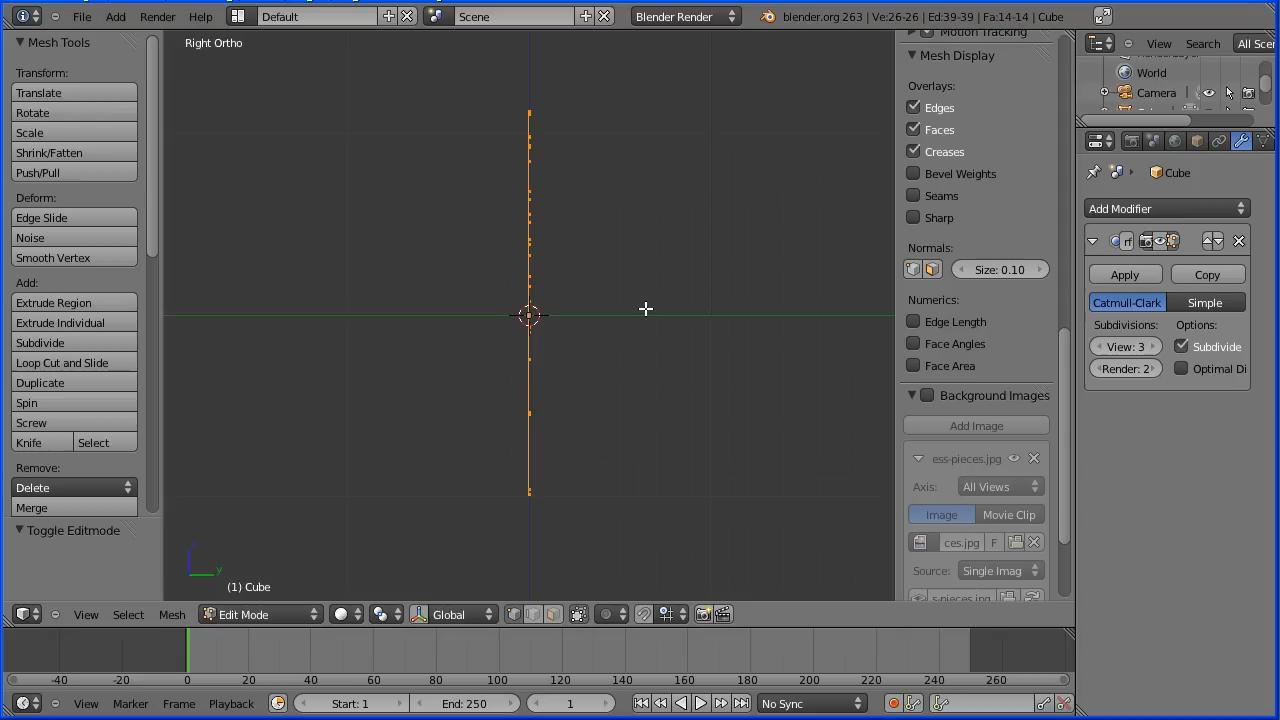 Add Render Help Default Scene Blender Render blender.org 263 | Ve:26-26 | Ed:39-39 | Fa:14-14 | Cube
Mesh Tools
Transform:
Translate
Rotate
Scale
Shrink/Fatten
Push/Pull
Deform:
Edge Slide
Noise
Smooth Vertex
Add:
Extrude Region
Extrude Individual
Subdivide
Loop Cut and Slide
Duplicate
Spin
Screw
Knife Select
Remove:
Delete
Merge
Toggle Editmode
Right Ortho
y
(1) Cube
Motion Tracking
Mesh Display
Overlays:
Edges
Faces
Creases
Bevel Weights
Seams
Sharp
Normals:
Size: 0.10
Numerics:
Edge Length
Face Angles
Face Area
Background Images
Add Image
ess-pieces.jpg
Axis: All Views
Image Movie Clip
ces.jpg F
Source: Single Imag
s-pieces.jpg
View Search All Scen
World
Camera
Cube
Add Modifier
rf
Apply Copy
Catmull-Clark Simple
Subdivisions: Options:
View: 3 Subdivide
Render: 2 Optimal Di
View Select Mesh Edit Mode Global
-40 -20 0 20 40 60 80 100 120 140 160 180 200 220 240 260
View Marker Frame Playback Start: 1 End: 250 1 No Sync